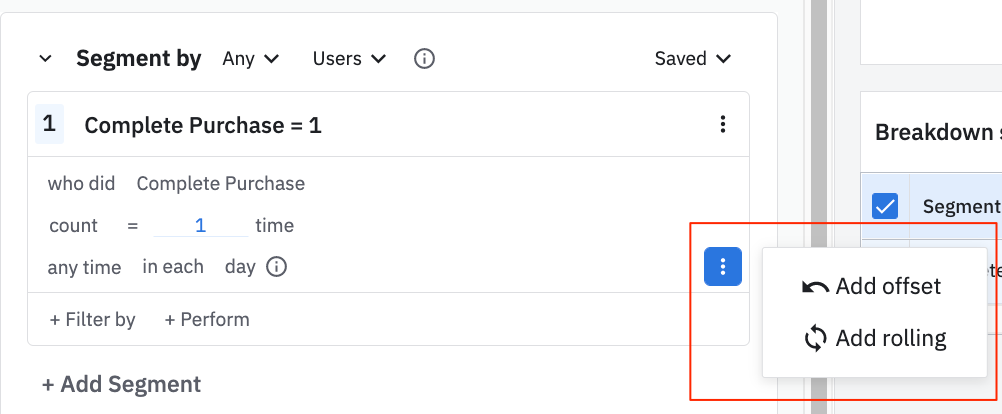 Segment by Any Users Saved
1 Complete Purchase = 1
who did Complete Purchase
count = 1 time
any time in each day
+ Filter by + Perform
+ Add Segment
Breakdown
Segment
Add offset
Add rolling